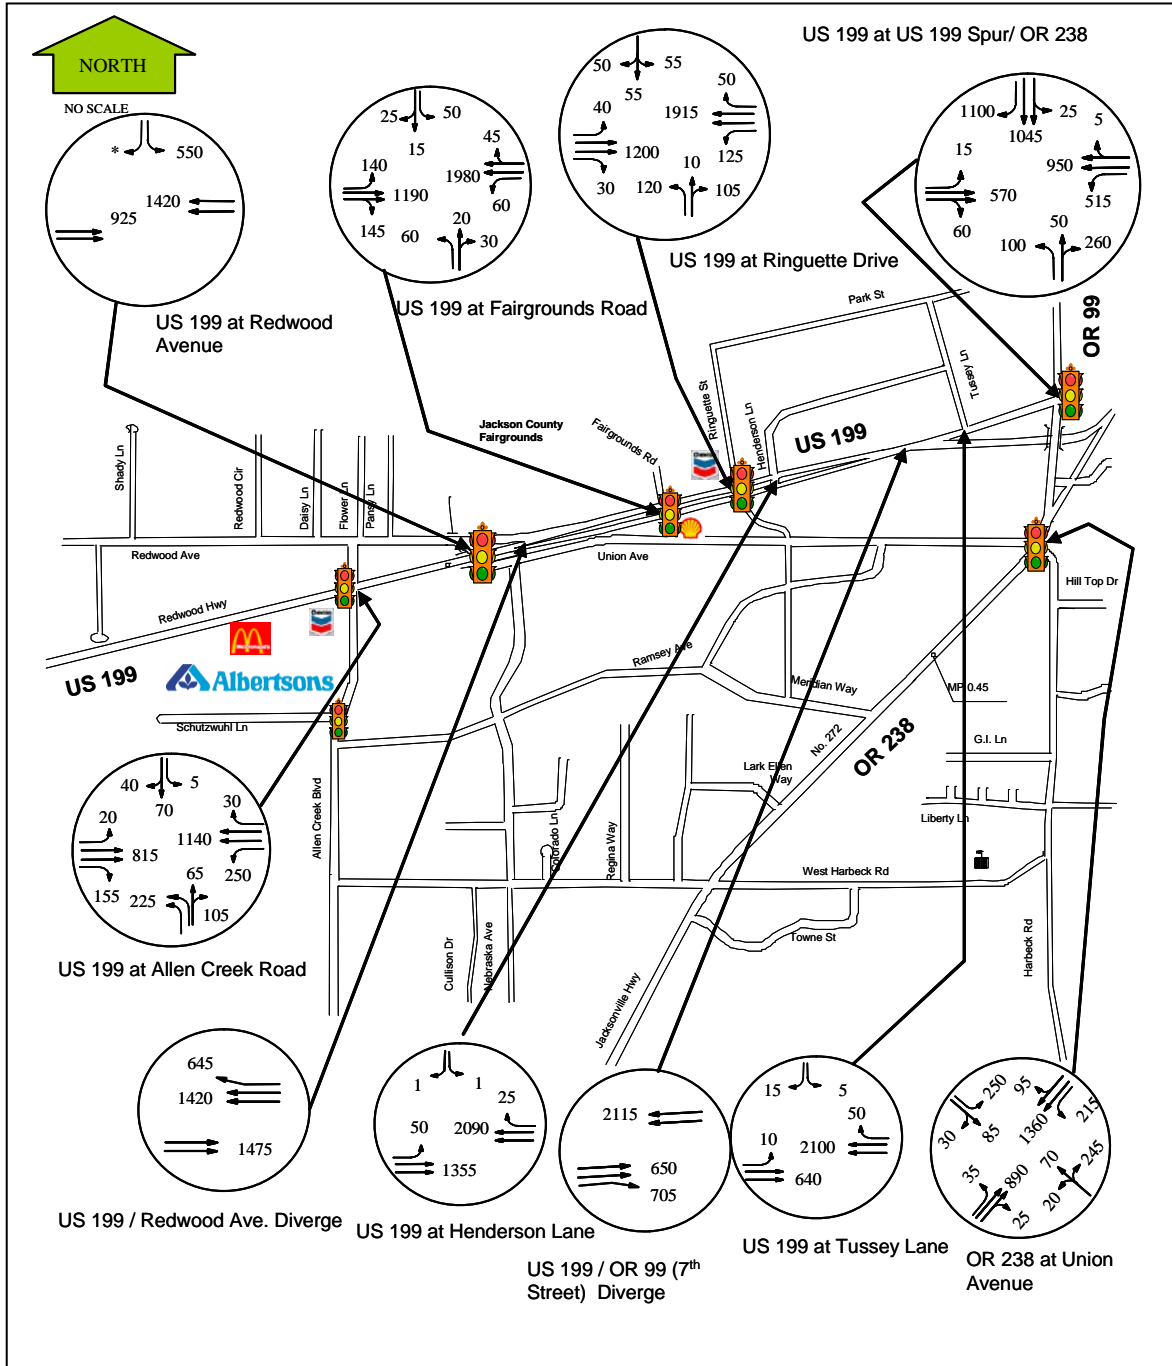 NORTH
NO SCALE
US 199 at US 199 Spur/ OR 238
*
550
1420
925
US 199 at Redwood
Avenue
25
50
15
45
140
1980
1190
60
145
20
60
30
US 199 at Fairgrounds Road
50
55
55
50
40
1915
1200
125
10
30
120
105
US 199 at Ringuette Drive
1100
25
1045
5
15
950
570
515
60
50
100
260
OR 99
Park St
Tussey Ln
Ringuette St
Henderson Ln
US 199
Jackson County
Fairgrounds
Fairgrounds Rd
Chevron
Shady Ln
Redwood Cir
Daisy Ln
Flower Ln
Pansy Ln
Redwood Ave
Union Ave
Hill Top Dr
Redwood Hwy
Chevron
McDonald's
US 199
Albertsons
Schutzwuhl Ln
Ramsey Ave
Meridian Way
MP 0.45
No. 272
OR 238
G.I. Ln
Lark Ellen
Way
Liberty Ln
Allen Creek Blvd
Colorado Ln
Regina Way
West Harbeck Rd
Towne St
Cullison Dr
Nebraska Ave
Jacksonville Hwy
Harbeck Rd
40
5
70
30
20
1140
815
250
65
155
225
105
US 199 at Allen Creek Road
645
1420
1475
US 199 / Redwood Ave. Diverge
1
1
25
50
2090
1355
US 199 at Henderson Lane
2115
650
705
US 199 / OR 99 (7th
Street) Diverge
15
5
50
10
2100
640
US 199 at Tussey Lane
250
95
215
30
85
1360
245
70
35
890
20
25
OR 238 at Union
Avenue